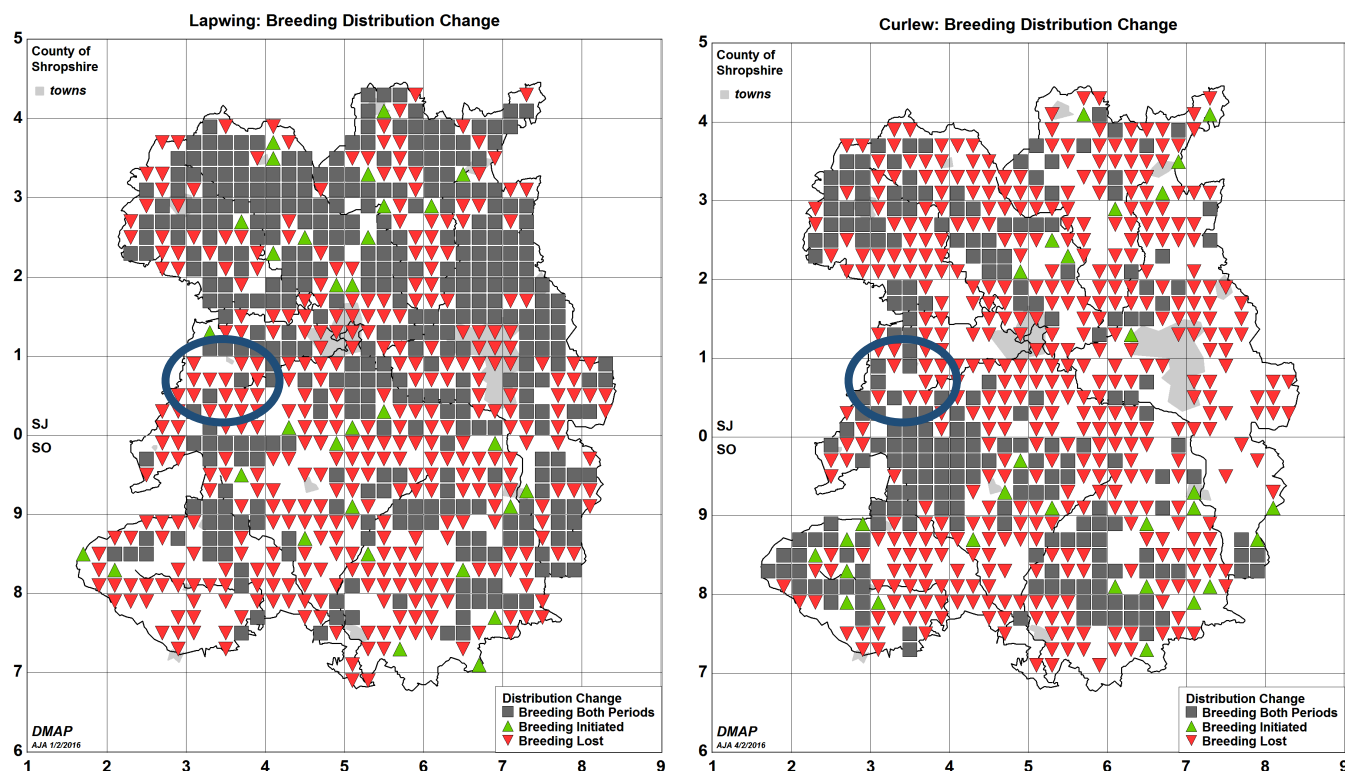 Lapwing: Breeding Distribution Change
5
County of
Shropshire
towns
4
3
2
1
SJ
0
SO
9
8
7
Distribution Change
Breeding Both Periods
Breeding Initiated
Breeding Lost
DMAP
AJA 1/2/2016
6
1 2 3 4 5 6 7 8 9
Curlew: Breeding Distribution Change
5
County of
Shropshire
towns
4
3
2
1
SJ
0
SO
9
8
7
Distribution Change
Breeding Both Periods
Breeding Initiated
Breeding Lost
DMAP
AJA 4/2/2016
6
1 2 3 4 5 6 7 8 9